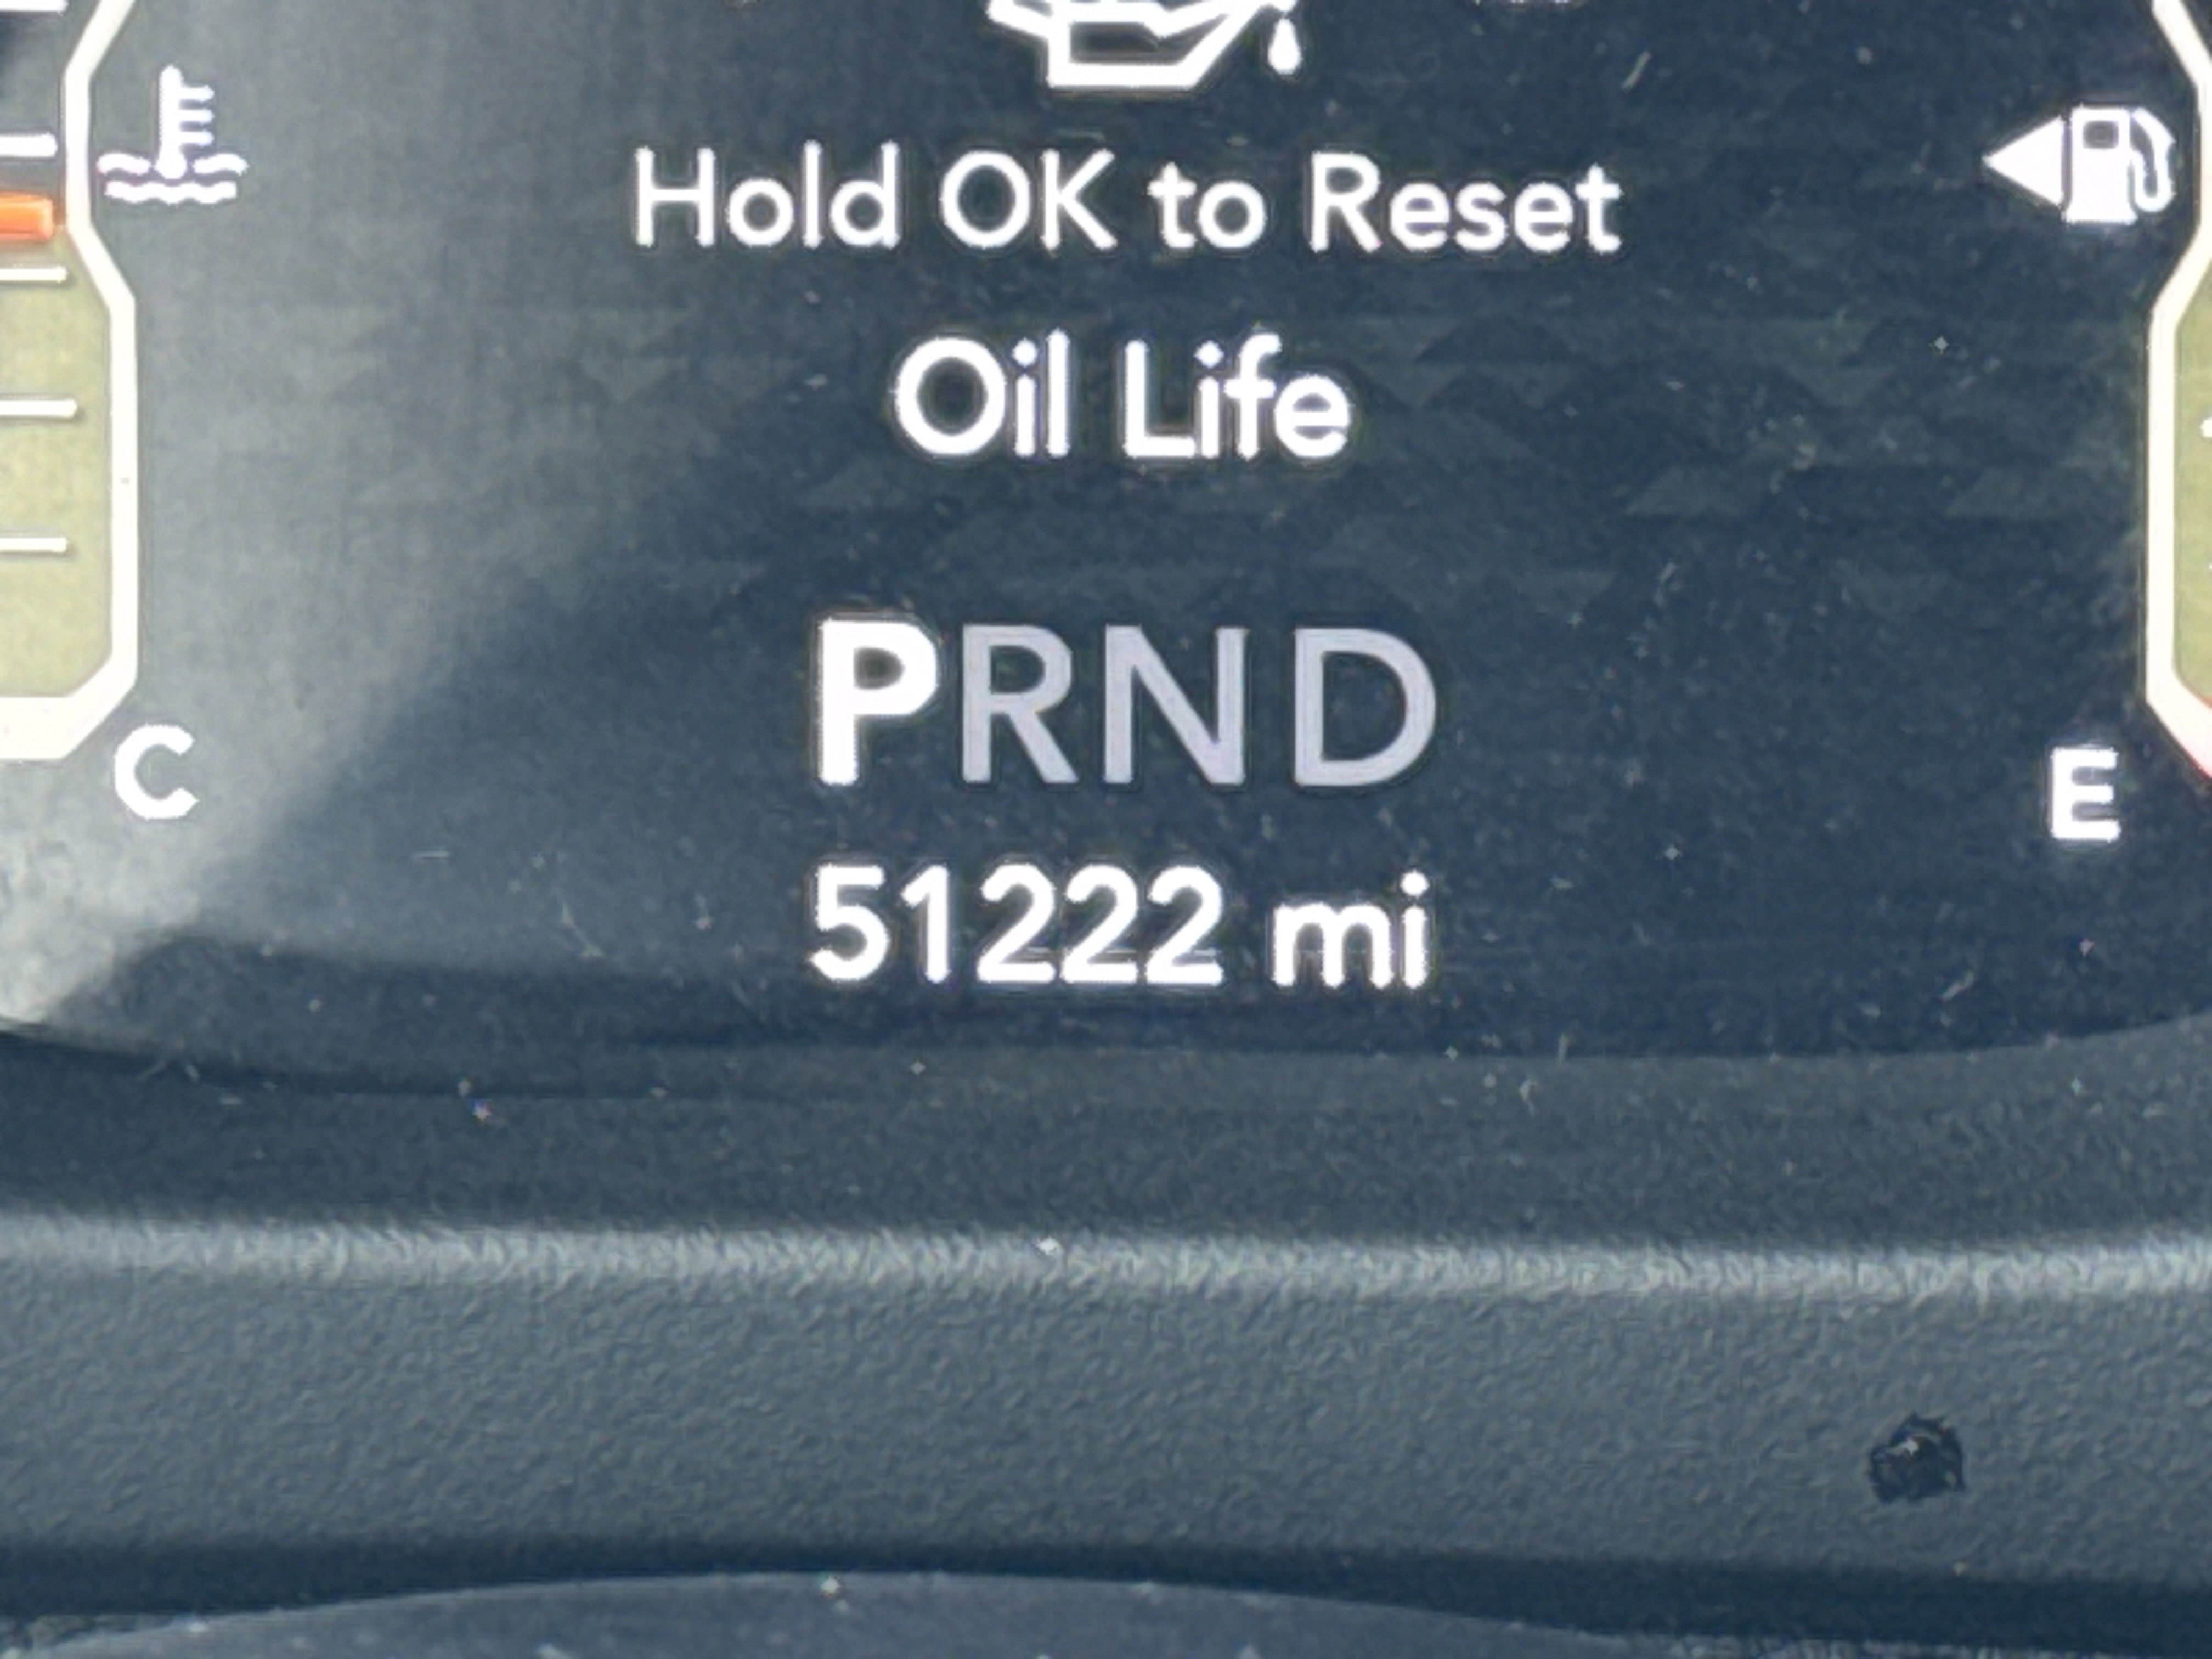 Hold OK to Reset
Oil Life
PRND
C
E
51222 mi